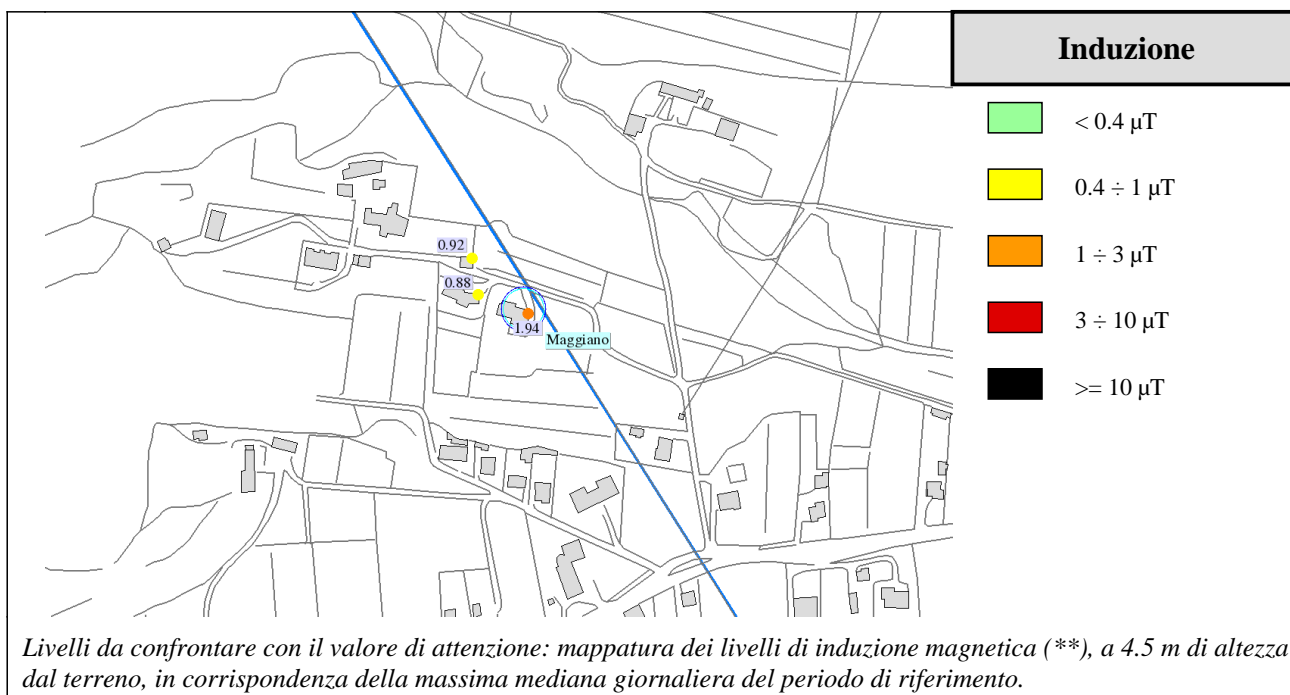 Induzione
< 0.4 µT
0.4 ÷ 1 µT
1 ÷ 3 µT
3 ÷ 10 µT
>= 10 µT
0.92
0.88
1.94
Maggiano
Livelli da confrontare con il valore di attenzione: mappatura dei livelli di induzione magnetica (**), a 4.5 m di altezza
dal terreno, in corrispondenza della massima mediana giornaliera del periodo di riferimento.